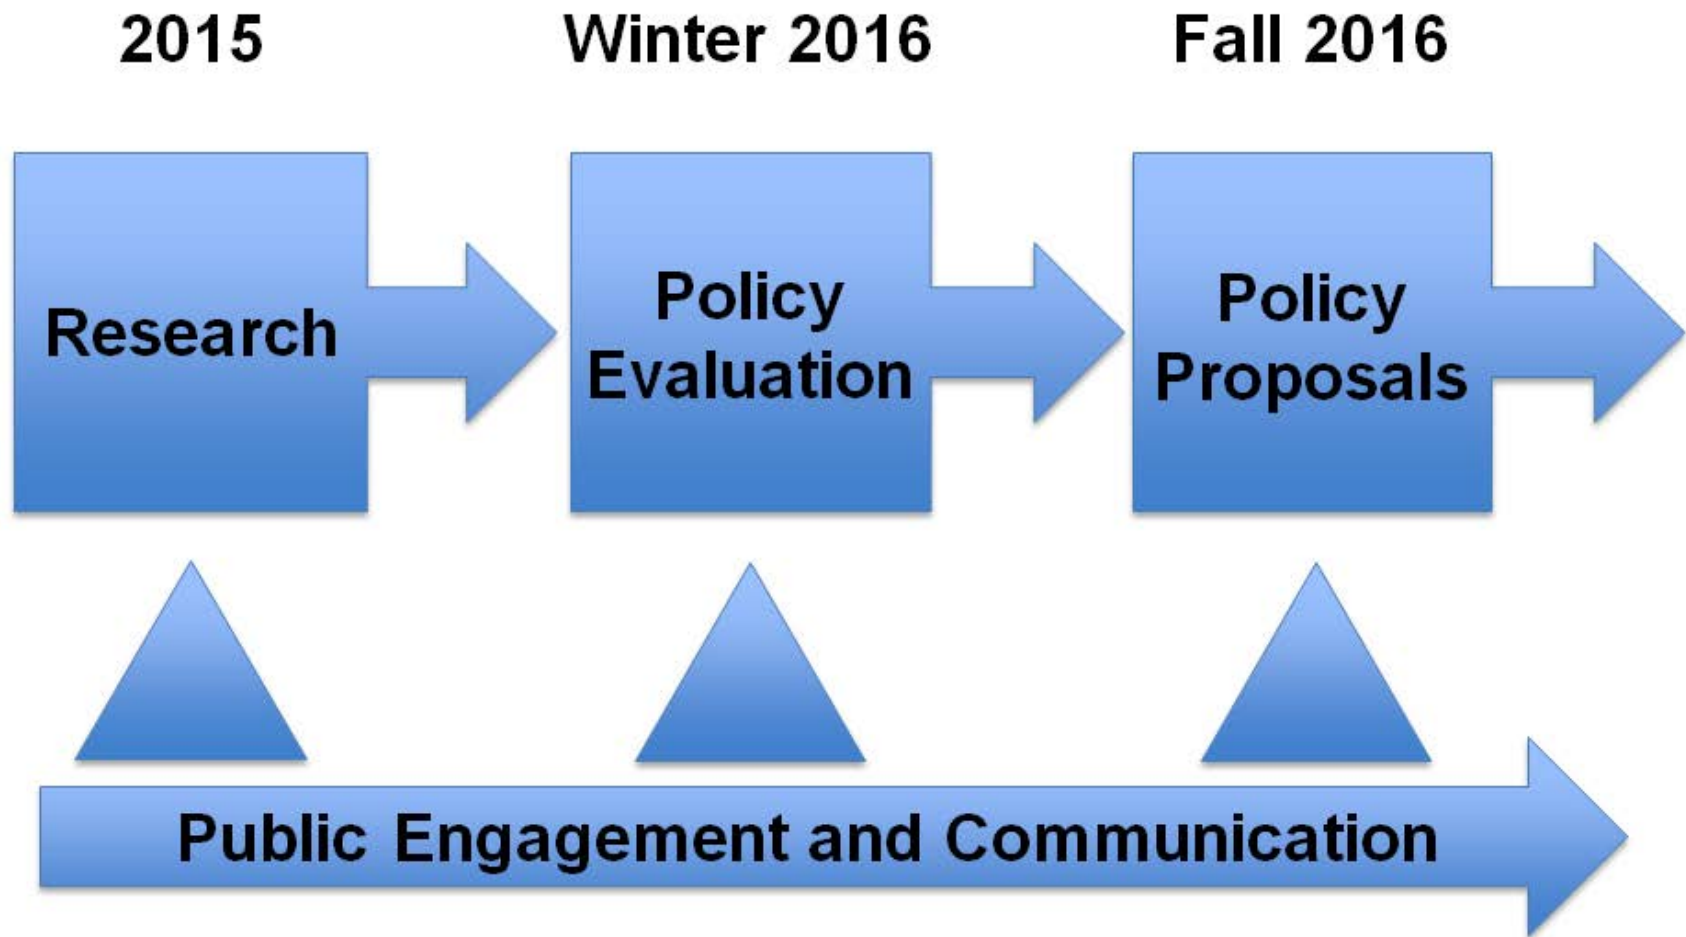 2015
Winter 2016
Fall 2016
Research
Policy
Evaluation
Policy
Proposals
Public Engagement and Communication